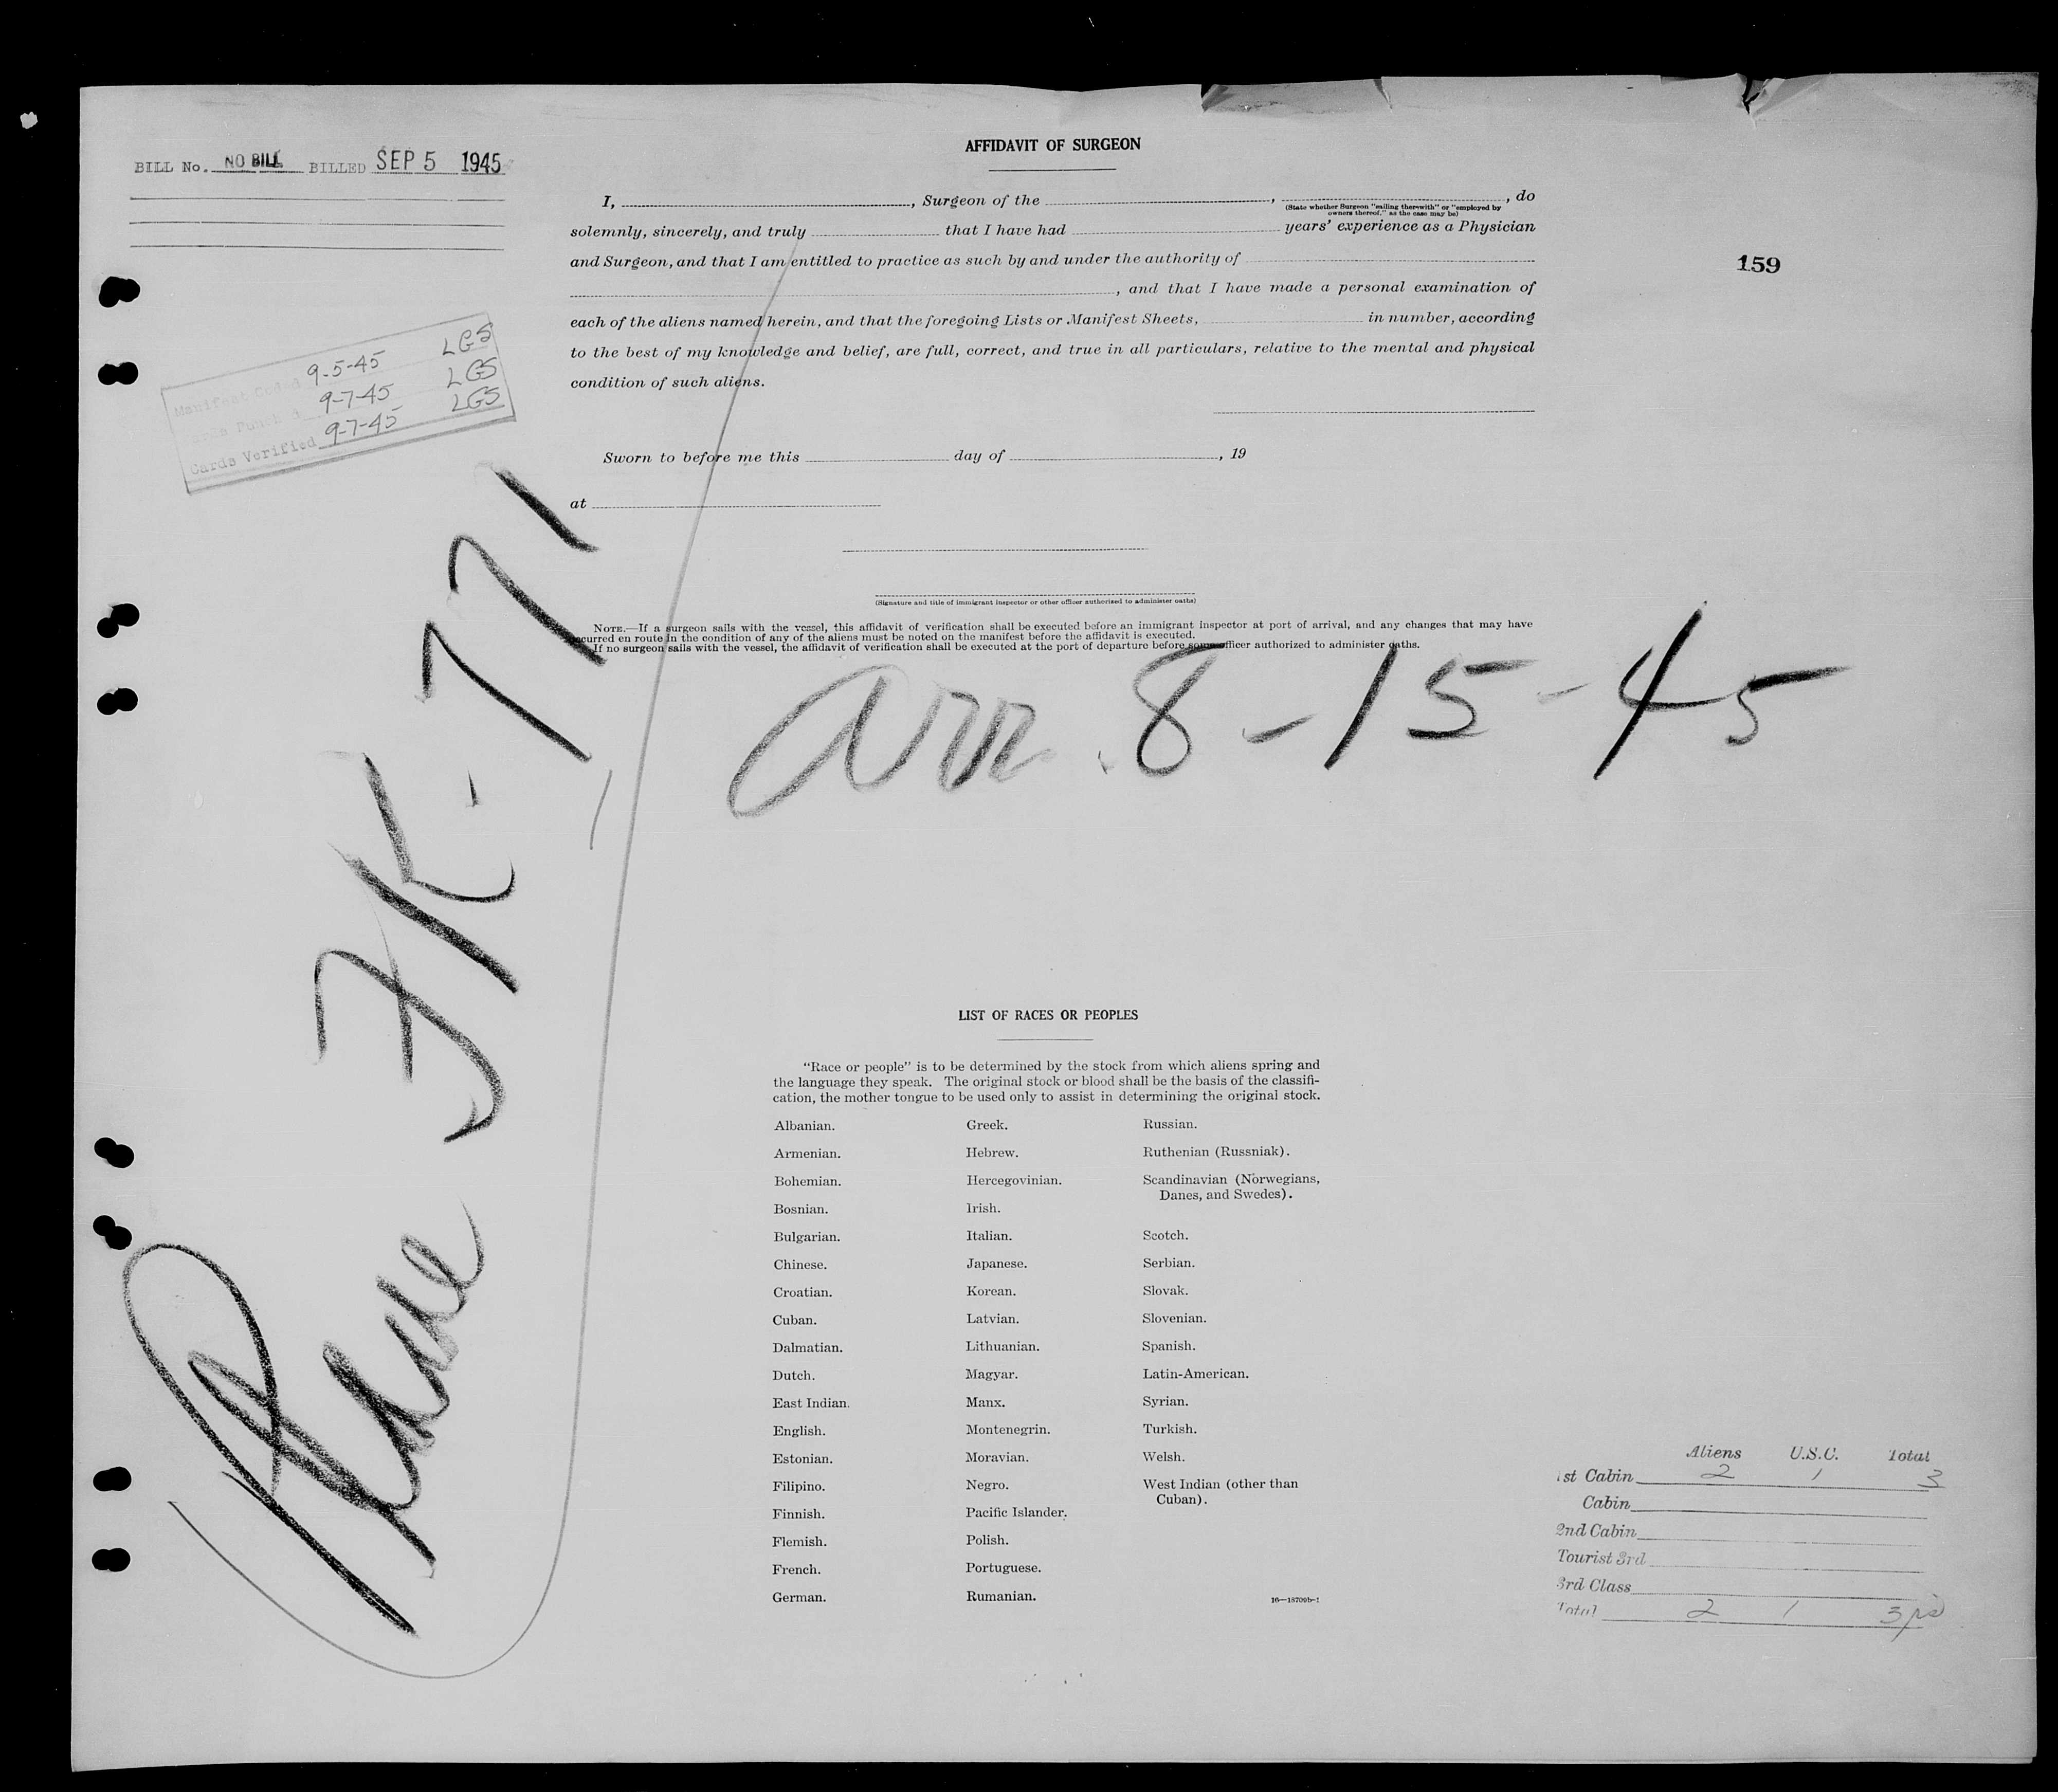 BILL No. NO BILL BILLED SEP 5 1945
159
Manifest Coded 9-5-45 LGS
Punch 9-7-45 LGS
Cards Verified 9-7-45 LGS
Plane JK-771
AFFIDAVIT OF SURGEON
I, , Surgeon of the , , do
(State whether Surgeon "sailing therewith" or "employed by
owners thereof," as the case may be)
solemnly, sincerely, and truly that I have had years' experience as a Physician
and Surgeon, and that I am entitled to practice as such by and under the authority of
, and that I have made a personal examination of
each of the aliens named herein, and that the foregoing Lists or Manifest Sheets, in number, according
to the best of my knowledge and belief, are full, correct, and true in all particulars, relative to the mental and physical
condition of such aliens.
Sworn to before me this day of , 19
at
(Signature and title of immigrant inspector or other officer authorized to administer oaths)
NOTE.—If a surgeon sails with the vessel, this affidavit of verification shall be executed before an immigrant inspector at port of arrival, and any changes that may have
occurred en route in the condition of any of the aliens must be noted on the manifest before the affidavit is executed.
If no surgeon sails with the vessel, the affidavit of verification shall be executed at the port of departure before some officer authorized to administer oaths.
Arr. 8-15-45
LIST OF RACES OR PEOPLES
"Race or people" is to be determined by the stock from which aliens spring and
the language they speak. The original stock or blood shall be the basis of the classifi-
cation, the mother tongue to be used only to assist in determining the original stock.
Albanian.
Armenian.
Bohemian.
Bosnian.
Bulgarian.
Chinese.
Croatian.
Cuban.
Dalmatian.
Dutch.
East Indian.
English.
Estonian.
Filipino.
Finnish.
Flemish.
French.
German.
Greek.
Hebrew.
Hercegovinian.
Irish.
Italian.
Japanese.
Korean.
Latvian.
Lithuanian.
Magyar.
Manx.
Montenegrin.
Moravian.
Negro.
Pacific Islander.
Polish.
Portuguese.
Rumanian.
Russian.
Ruthenian (Russniak).
Scandinavian (Norwegians,
Danes, and Swedes).
Scotch.
Serbian.
Slovak.
Slovenian.
Spanish.
Latin-American.
Syrian.
Turkish.
Welsh.
West Indian (other than
Cuban).
16—18709b-1
Aliens U.S.C. Total
1st Cabin 2 1 3
Cabin
2nd Cabin
Tourist 3rd
3rd Class
Total 2 1 3